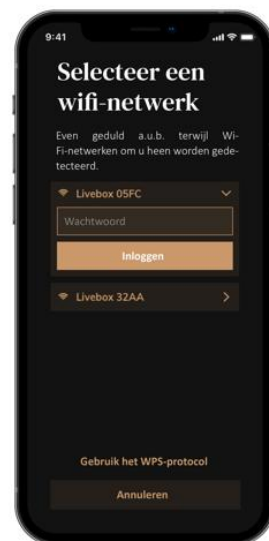 9:41
Selecteer een
wifi-netwerk
Even geduld a.u.b. terwijl Wi-
Fi-netwerken om u heen worden gede-
tecteerd.
Livebox 05FC
Wachtwoord
Inloggen
Livebox 32AA
Gebruik het WPS-protocol
Annuleren